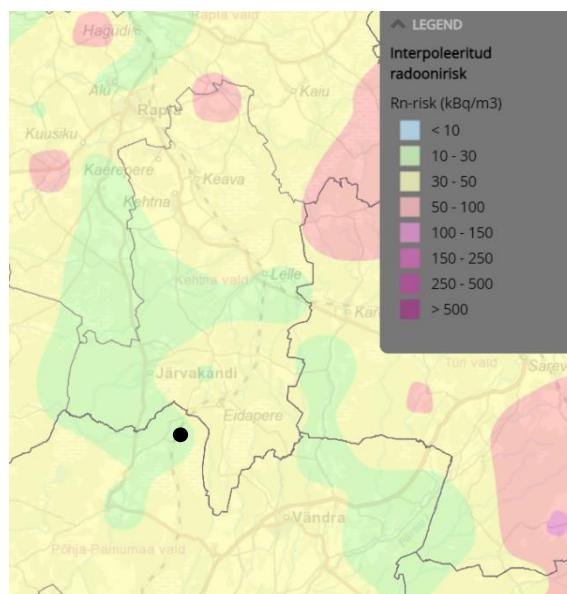 Hagudi
Rapla vald
Alu
Kaiu
Rapla
Kuusiku
Kaerepere
Keava
Kehtna
Kehtna vald
Lelle
Järvakandi
Türi vald
Eidapere
Vändra
Põhja-Pärnumaa vald
LEGEND
Interpoleeritud
radoonirisk
Rn-risk (kBq/m3)
< 10
10 - 30
30 - 50
50 - 100
100 - 150
150 - 250
250 - 500
> 500